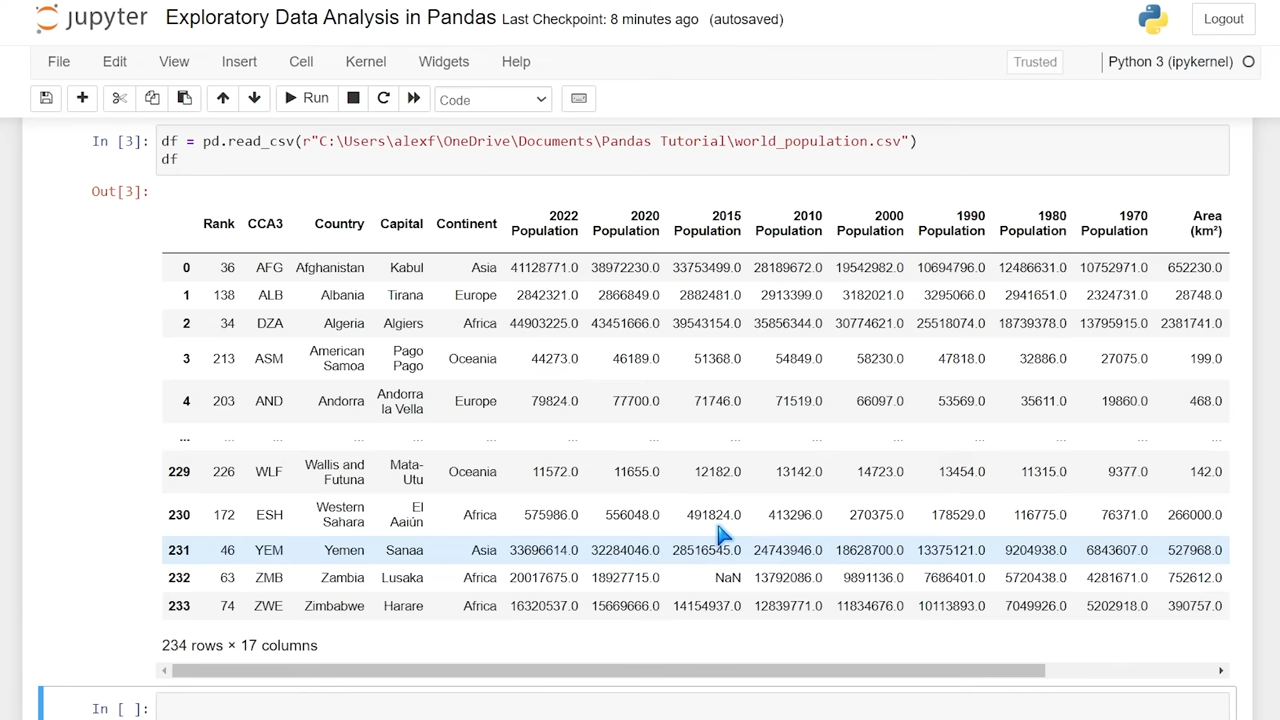 jupyter Exploratory Data Analysis in Pandas Last Checkpoint: 8 minutes ago (autosaved) Logout
File Edit View Insert Cell Kernel Widgets Help Trusted Python 3 (ipykernel)
Run Code
In [3]: df = pd.read_csv(r"C:\Users\alexf\OneDrive\Documents\Pandas Tutorial\world_population.csv")
df
Out[3]:
Rank CCA3 Country Capital Continent 2022 Population 2020 Population 2015 Population 2010 Population 2000 Population 1990 Population 1980 Population 1970 Population Area (km²)
0 36 AFG Afghanistan Kabul Asia 41128771.0 38972230.0 33753499.0 28189672.0 19542982.0 10694796.0 12486631.0 10752971.0 652230.0
1 138 ALB Albania Tirana Europe 2842321.0 2866849.0 2882481.0 2913399.0 3182021.0 3295066.0 2941651.0 2324731.0 28748.0
2 34 DZA Algeria Algiers Africa 44903225.0 43451666.0 39543154.0 35856344.0 30774621.0 25518074.0 18739378.0 13795915.0 2381741.0
3 213 ASM American Samoa Pago Pago Oceania 44273.0 46189.0 51368.0 54849.0 58230.0 47818.0 32886.0 27075.0 199.0
4 203 AND Andorra Andorra la Vella Europe 79824.0 77700.0 71746.0 71519.0 66097.0 53569.0 35611.0 19860.0 468.0
... ... ... ... ... ... ... ... ... ... ... ... ... ... ...
229 226 WLF Wallis and Futuna Mata-Utu Oceania 11572.0 11655.0 12182.0 13142.0 14723.0 13454.0 11315.0 9377.0 142.0
230 172 ESH Western Sahara El Aaiún Africa 575986.0 556048.0 491824.0 413296.0 270375.0 178529.0 116775.0 76371.0 266000.0
231 46 YEM Yemen Sanaa Asia 33696614.0 32284046.0 28516545.0 24743946.0 18628700.0 13375121.0 9204938.0 6843607.0 527968.0
232 63 ZMB Zambia Lusaka Africa 20017675.0 18927715.0 NaN 13792086.0 9891136.0 7686401.0 5720438.0 4281671.0 752612.0
233 74 ZWE Zimbabwe Harare Africa 16320537.0 15669666.0 14154937.0 12839771.0 11834676.0 10113893.0 7049926.0 5202918.0 390757.0
234 rows × 17 columns
In [ ]: